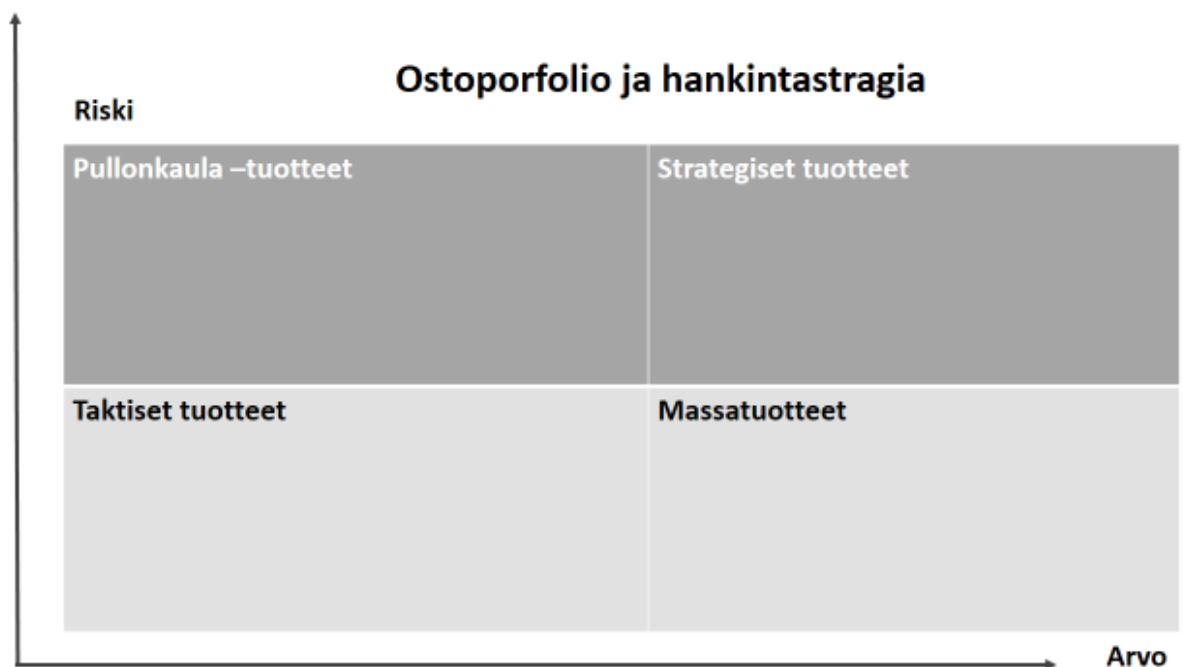 Ostoporfolio ja hankintastragia
Riski
Pullonkaula –tuotteet
Strategiset tuotteet
Taktiset tuotteet
Massatuotteet
Arvo